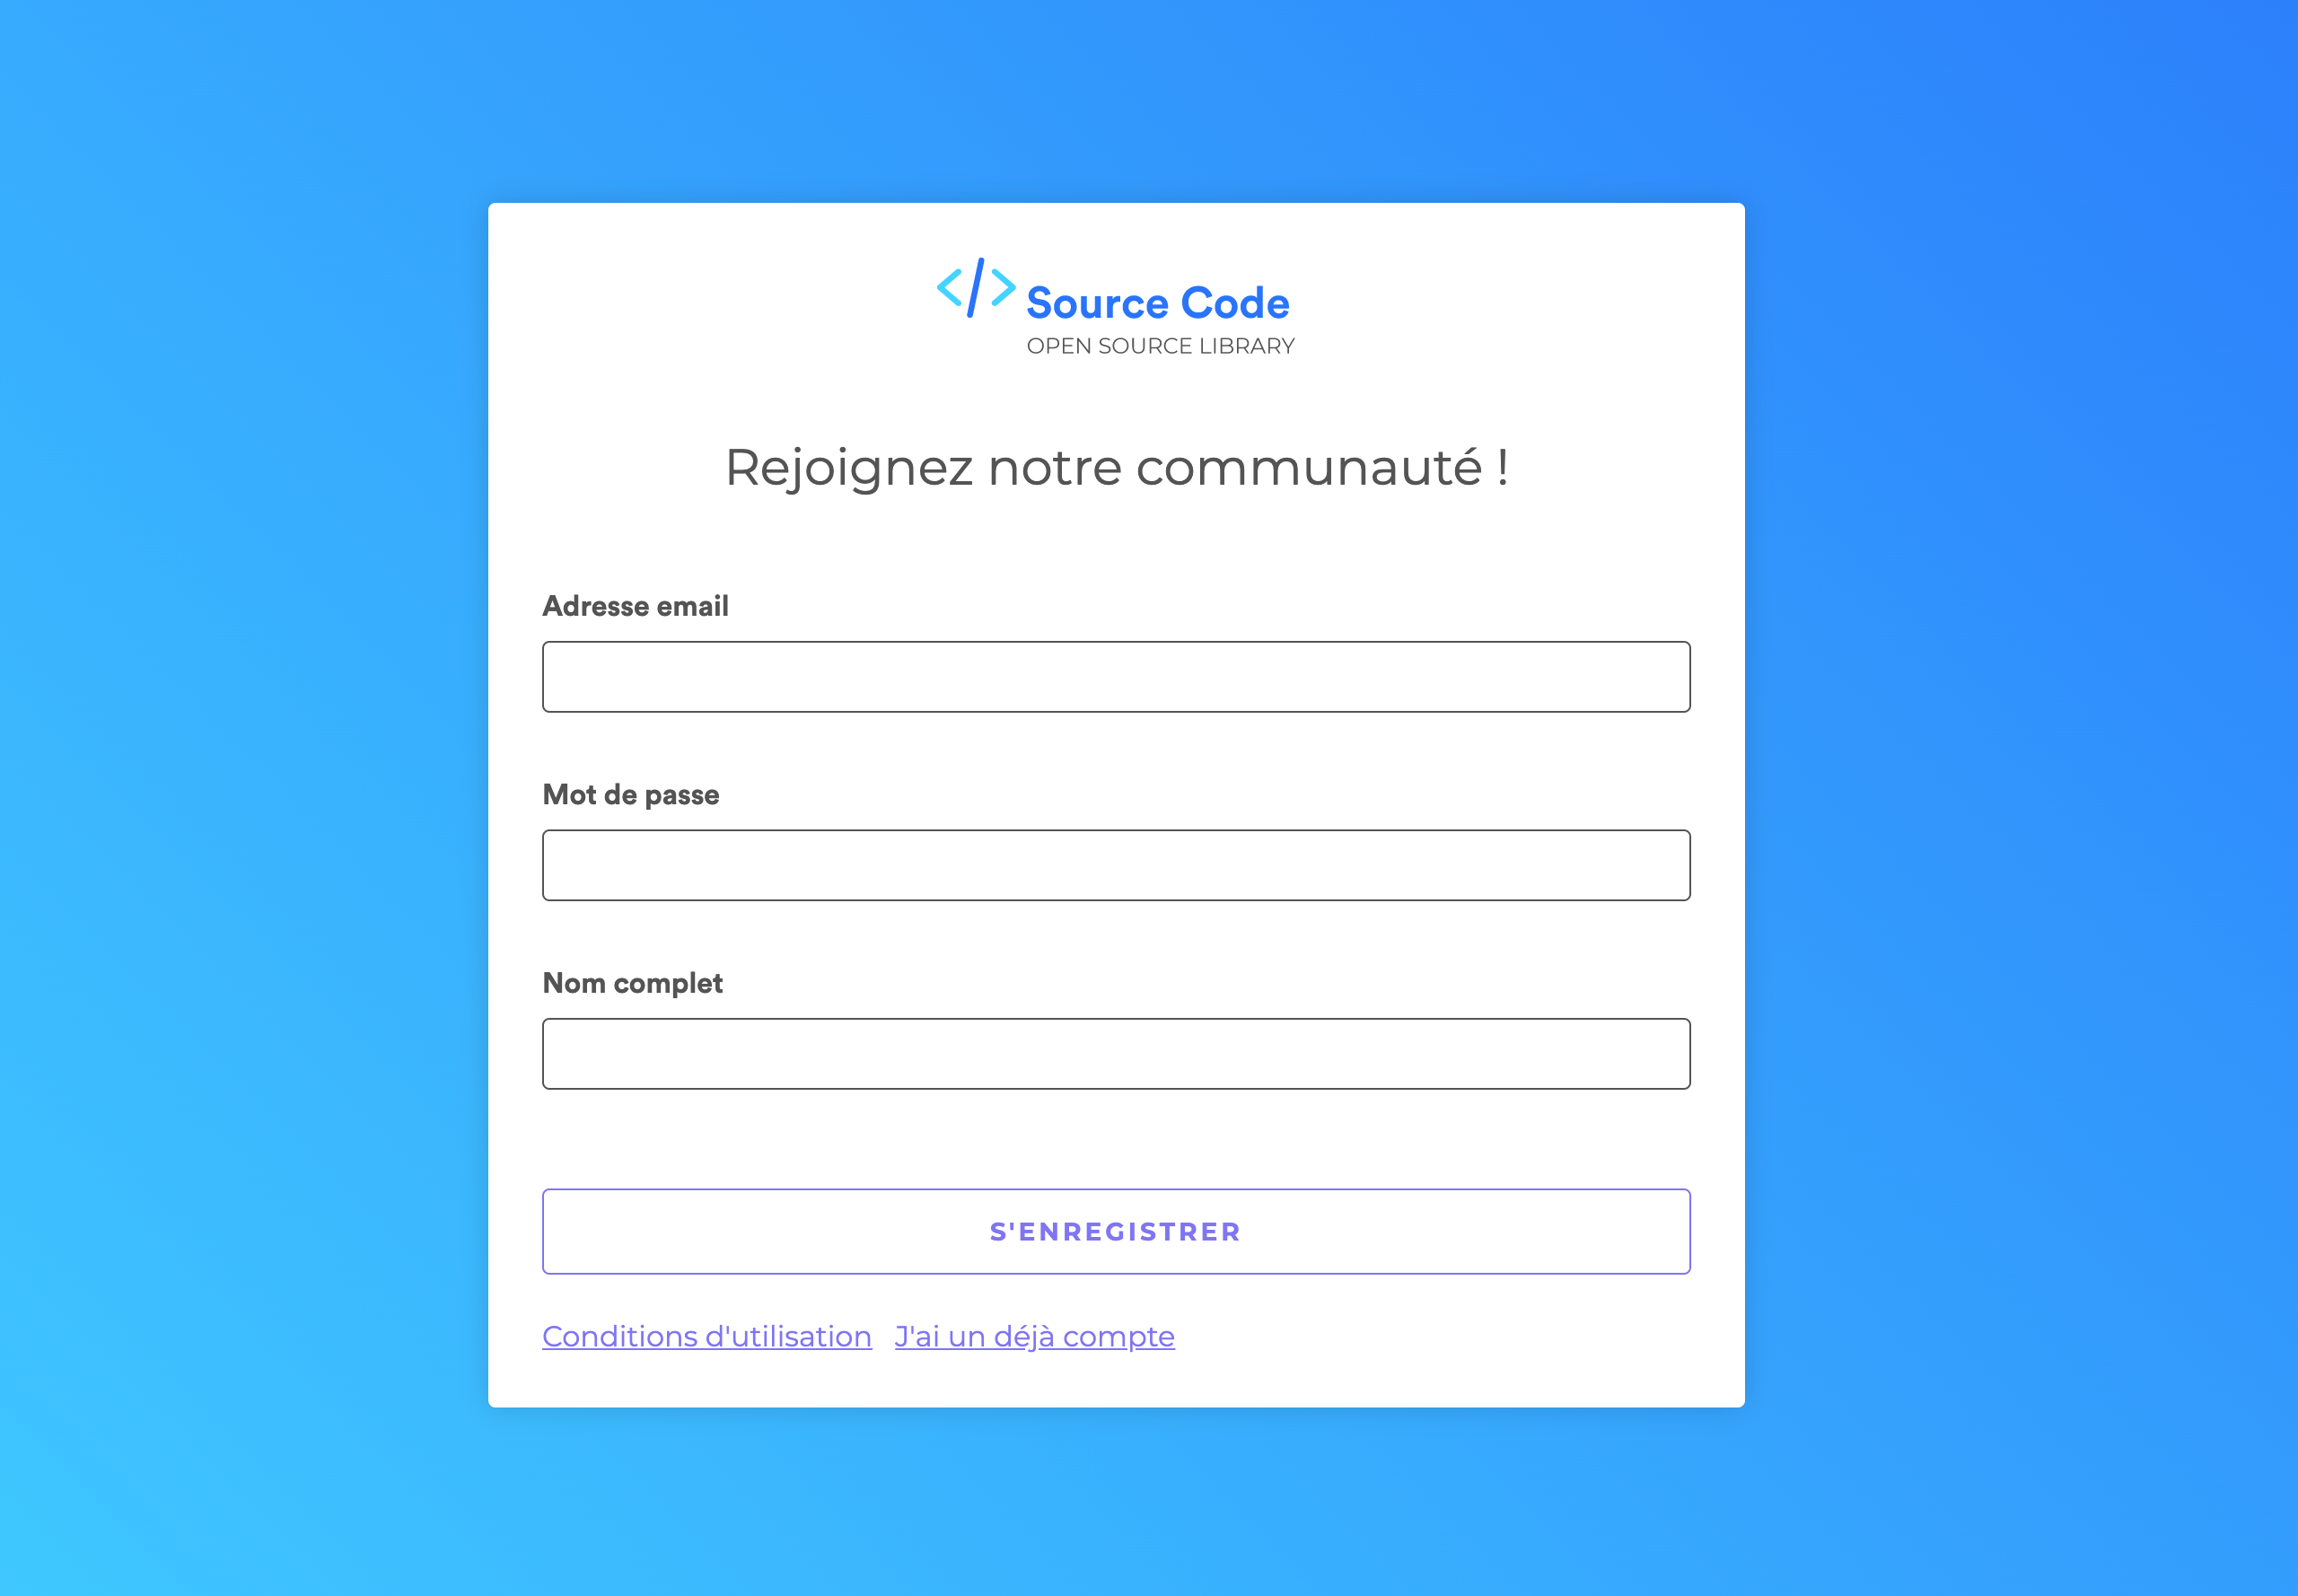 </> Source Code
OPEN SOURCE LIBRARY
Rejoignez notre communauté !
Adresse email
Mot de passe
Nom complet
S'ENREGISTRER
Conditions d'utilisation J'ai un déjà compte